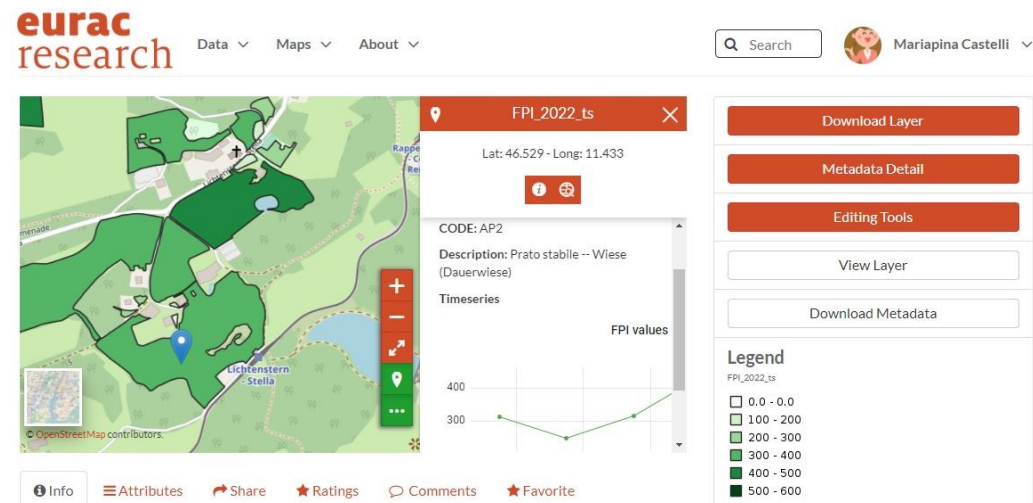 eurac
research
Data
Maps
About
Search
Mariapina Castelli
FPI_2022_ts
Lat: 46.529 - Long: 11.433
CODE: AP2
Description: Prato stabile -- Wiese
(Dauerwiese)
Timeseries
FPI values
400
300
Lichtenstern
- Stella
© OpenStreetMap contributors.
Info
Attributes
Share
Ratings
Comments
Favorite
Download Layer
Metadata Detail
Editing Tools
View Layer
Download Metadata
Legend
FPI_2022_ts
0.0 - 0.0
100 - 200
200 - 300
300 - 400
400 - 500
500 - 600